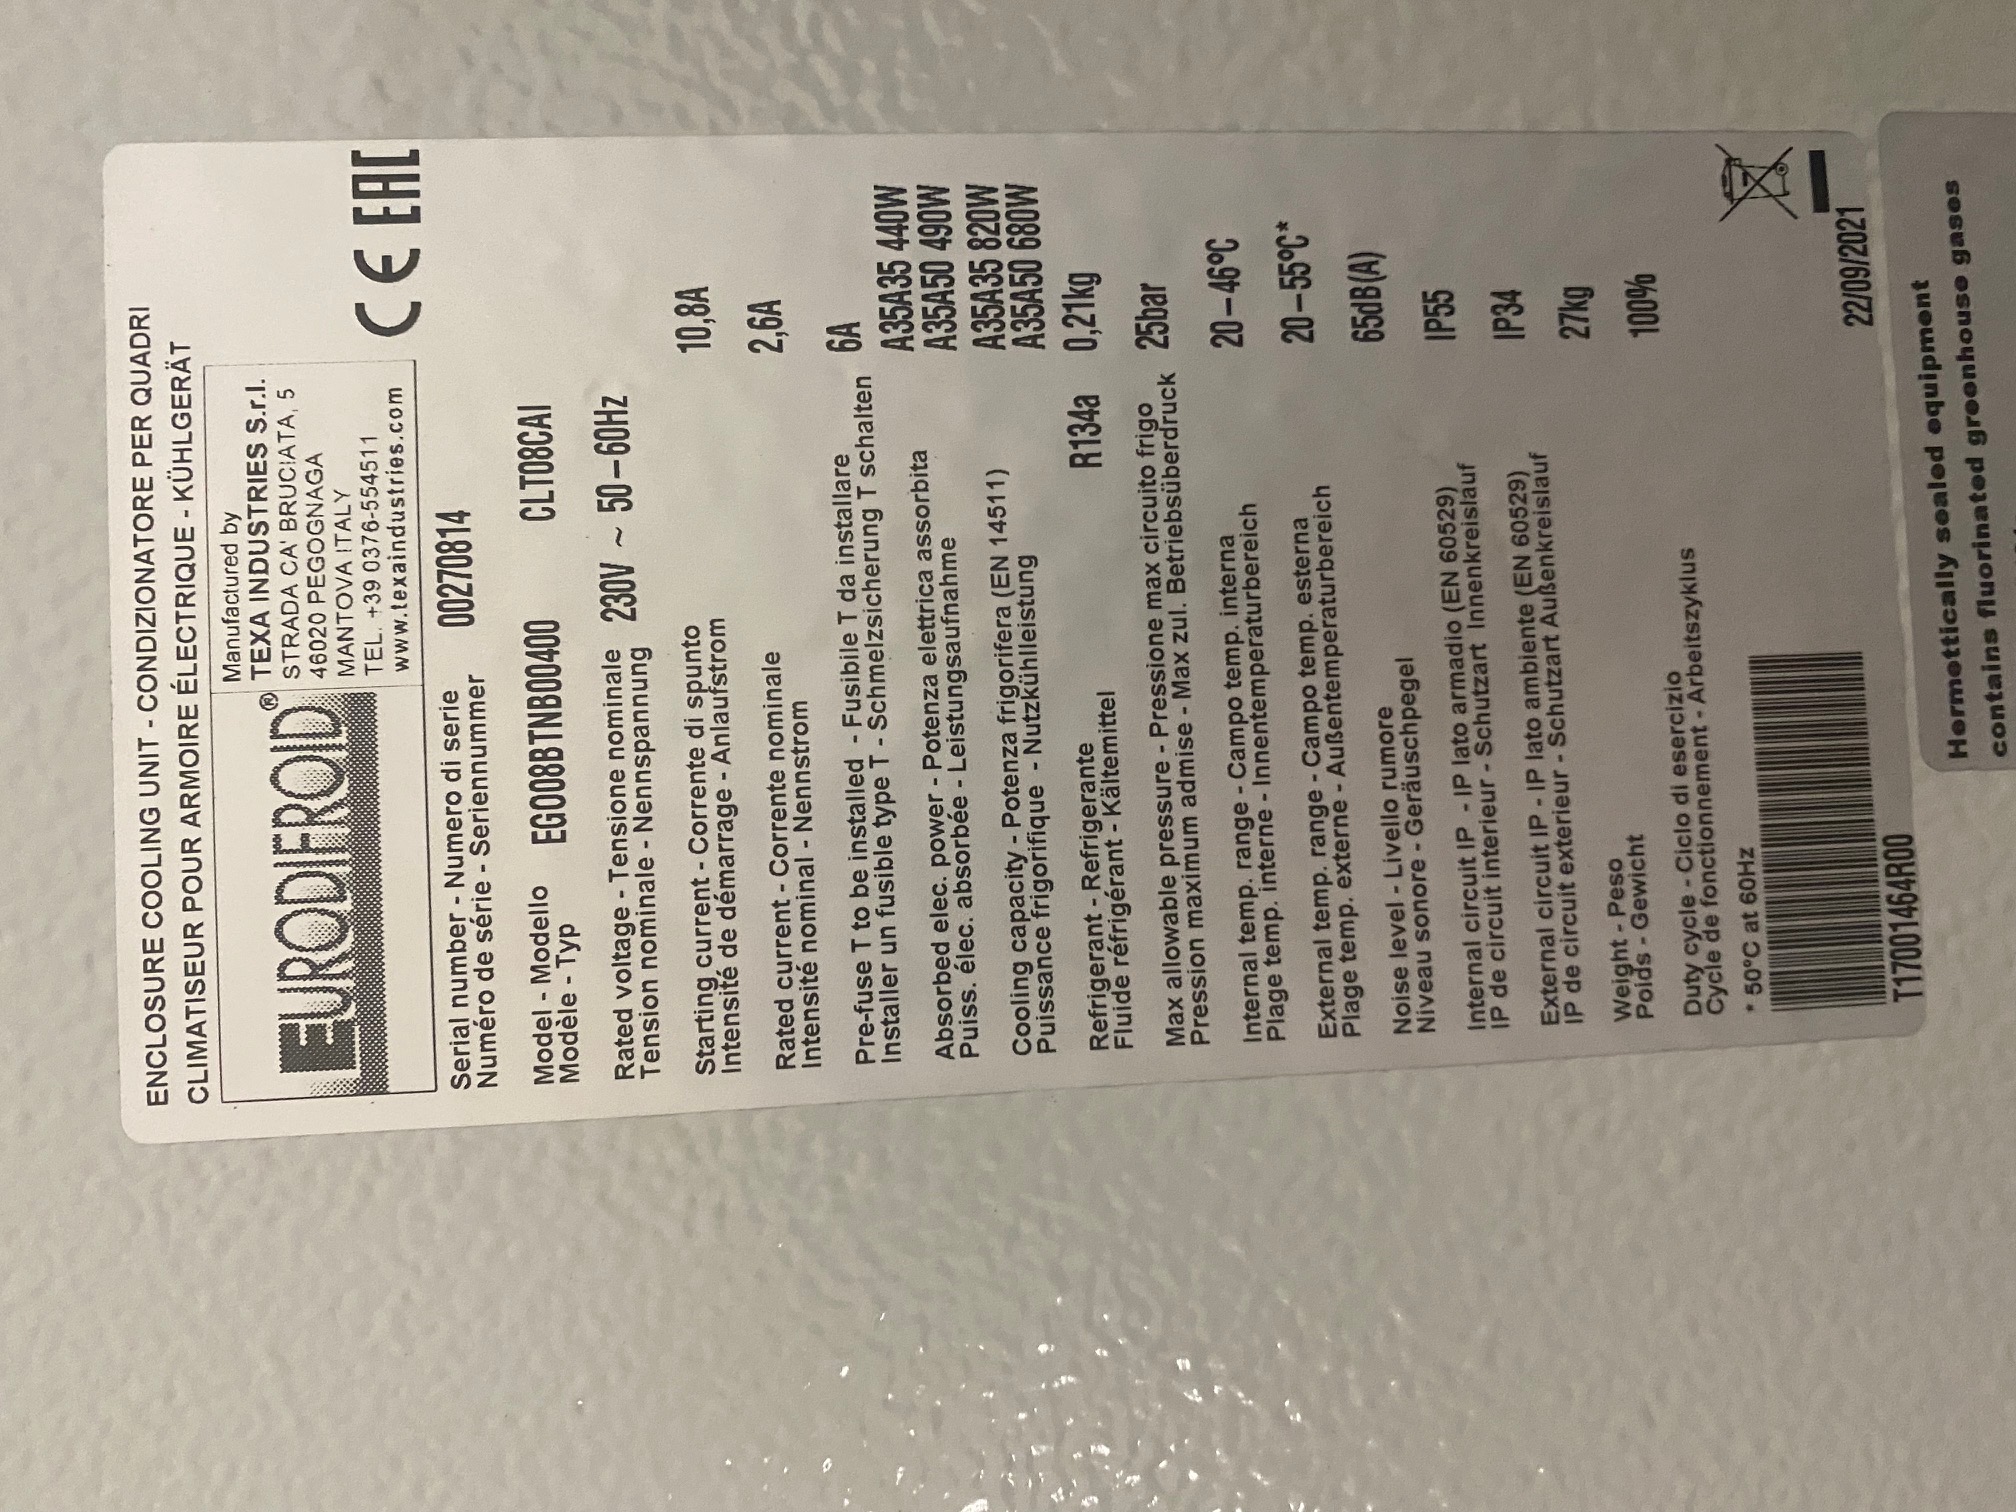 ENCLOSURE COOLING UNIT - CONDIZIONATORE PER QUADRI
CLIMATISEUR POUR ARMOIRE ÉLECTRIQUE - KÜHLGERÄT
EURODIFROID®
Manufactured by
TEXA INDUSTRIES S.r.l.
STRADA CA' BRUCIATA, 5
46020 PEGOGNAGA
MANTOVA ITALY
TEL. +39 0376-554511
www.texaindustries.com
CE EAC
Serial number - Numero di serie 00270814
Numéro de série - Seriennummer
Model - Modello EGO08BTNB00400 CLT08CAI
Modèle - Typ
Rated voltage - Tensione nominale 230V ~ 50-60Hz
Tension nominale - Nennspannung
Starting current - Corrente di spunto 10,8A
Intensité de démarrage - Anlaufstrom
Rated current - Corrente nominale 2,6A
Intensité nominal - Nennstrom
Pre-fuse T to be installed - Fusibile T da installare 6A
Installer un fusible type T - Schmelzsicherung T schalten
A35A35 440W
Absorbed elec. power - Potenza elettrica assorbita A35A50 490W
Puiss. élec. absorbée - Leistungsaufnahme
A35A35 820W
Cooling capacity - Potenza frigorifera (EN 14511) A35A50 680W
Puissance frigorifique - Nutzkühlleistung
Refrigerant - Refrigerante R134a 0,21kg
Fluide réfrigérant - Kältemittel
Max allowable pressure - Pressione max circuito frigo 25bar
Pression maximum admise - Max zul. Betriebsüberdruck
Internal temp. range - Campo temp. interna 20-46°C
Plage temp. interne - Innentemperaturbereich
External temp. range - Campo temp. esterna 20-55°C*
Plage temp. externe - Außentemperaturbereich
Noise level - Livello rumore 65dB(A)
Niveau sonore - Geräuschpegel
Internal circuit IP - IP lato armadio (EN 60529) IP55
IP de circuit interieur - Schutzart Innenkreislauf
External circuit IP - IP lato ambiente (EN 60529) IP34
IP de circuit exterieur - Schutzart Außenkreislauf
Weight - Peso 27kg
Poids - Gewicht
Duty cycle - Ciclo di esercizio 100%
Cycle de fonctionnement - Arbeitszyklus
* 50°C at 60Hz
22/09/2021
T17001464R00
Hermetically sealed equipment
contains fluorinated greenhouse gases